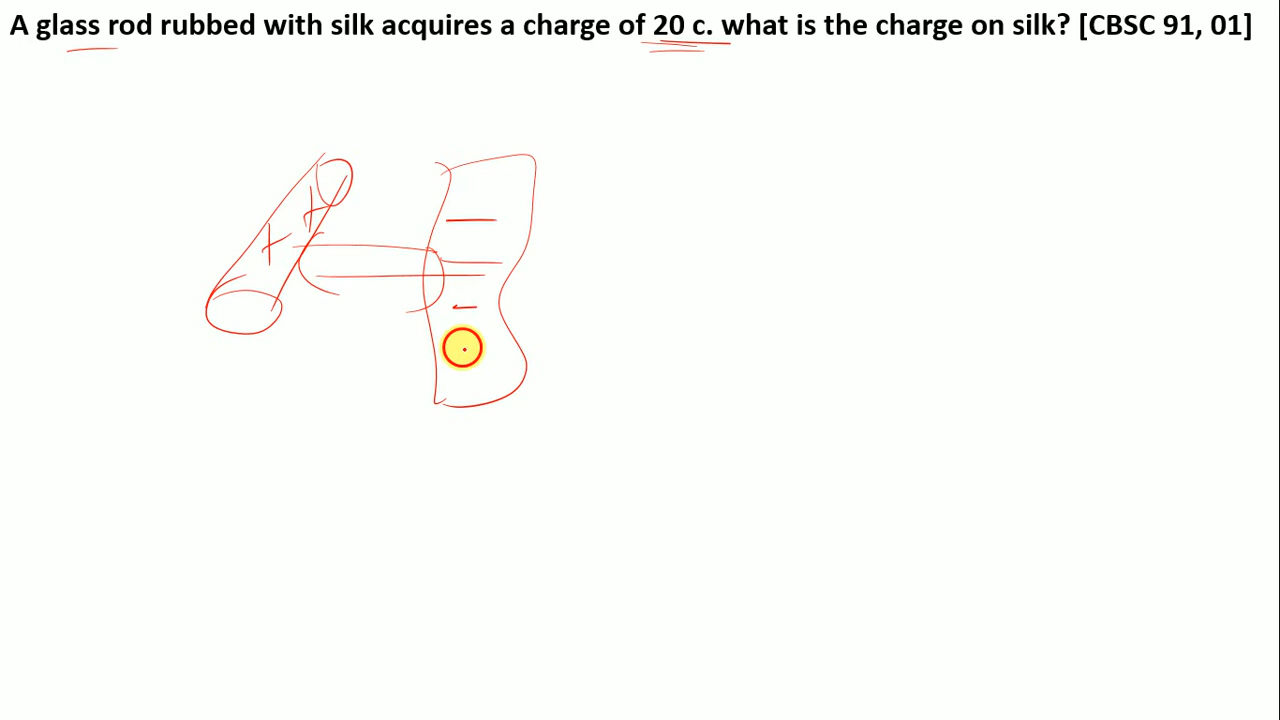 A glass rod rubbed with silk acquires a charge of 20 c. what is the charge on silk? [CBSC 91, 01]
+ +